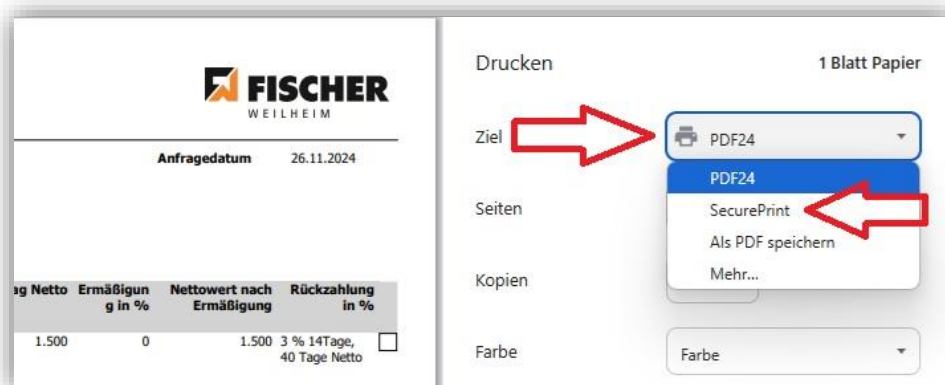 FISCHER
WEILHEIM
Anfragedatum 26.11.2024
ag Netto Ermäßigun Nettowert nach Rückzahlung
g in % Ermäßigung in %
1.500 0 1.500 3 % 14Tage,
40 Tage Netto
Drucken 1 Blatt Papier
Ziel PDF24
PDF24
SecurePrint
Seiten
Als PDF speichern
Mehr...
Kopien
Farbe Farbe